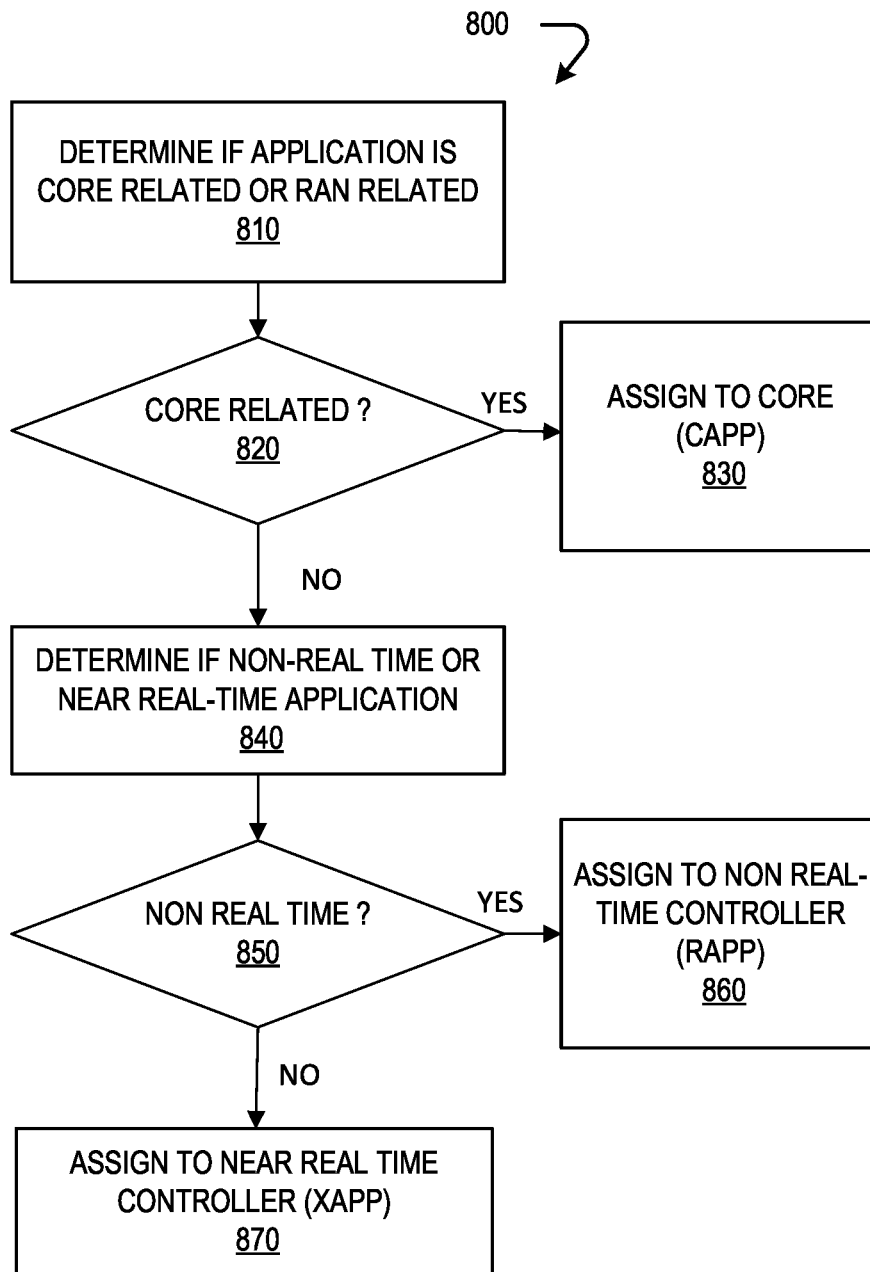 800
DETERMINE IF APPLICATION IS
CORE RELATED OR RAN RELATED
810
CORE RELATED ?
820
YES
ASSIGN TO CORE
(CAPP)
830
NO
DETERMINE IF NON-REAL TIME OR
NEAR REAL-TIME APPLICATION
840
NON REAL TIME ?
850
YES
ASSIGN TO NON REAL-
TIME CONTROLLER
(RAPP)
860
NO
ASSIGN TO NEAR REAL TIME
CONTROLLER (XAPP)
870